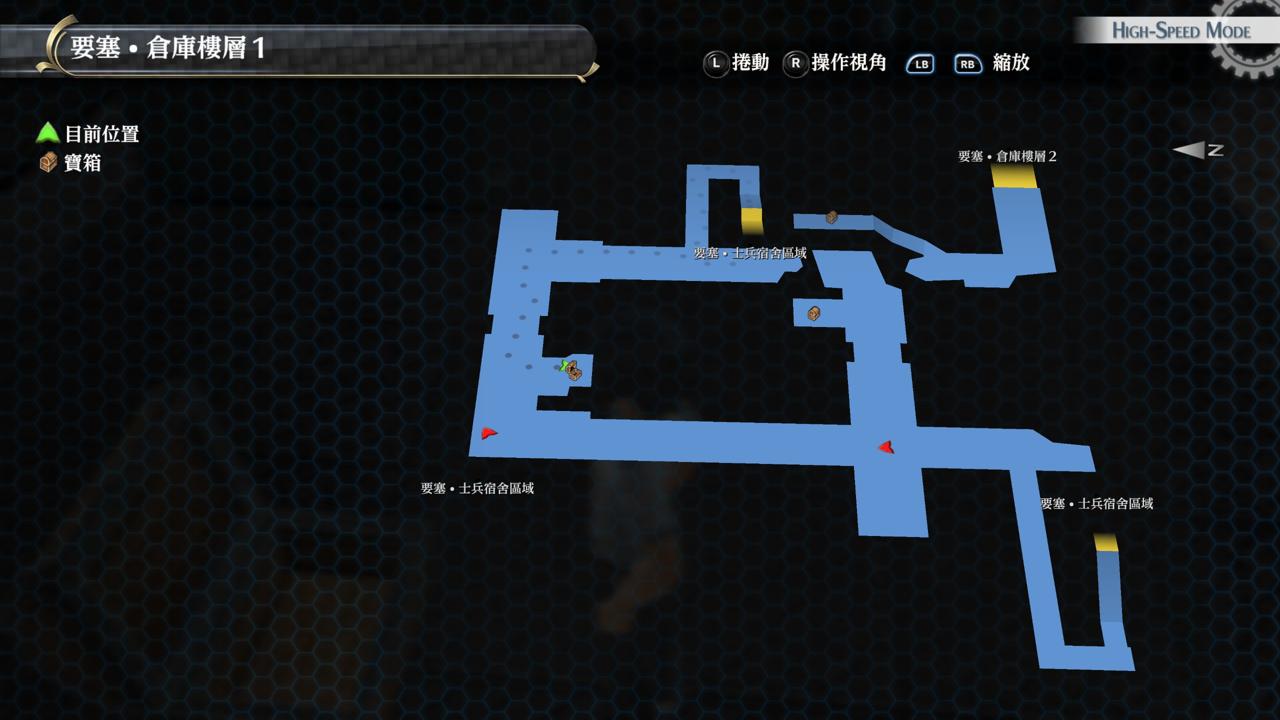 要塞•倉庫樓層1
HIGH-SPEED MODE
L 捲動 R 操作視角 LB RB 縮放
目前位置
寶箱
Z
要塞•倉庫樓層2
要塞•士兵宿舍區域
要塞•士兵宿舍區域
要塞•士兵宿舍區域